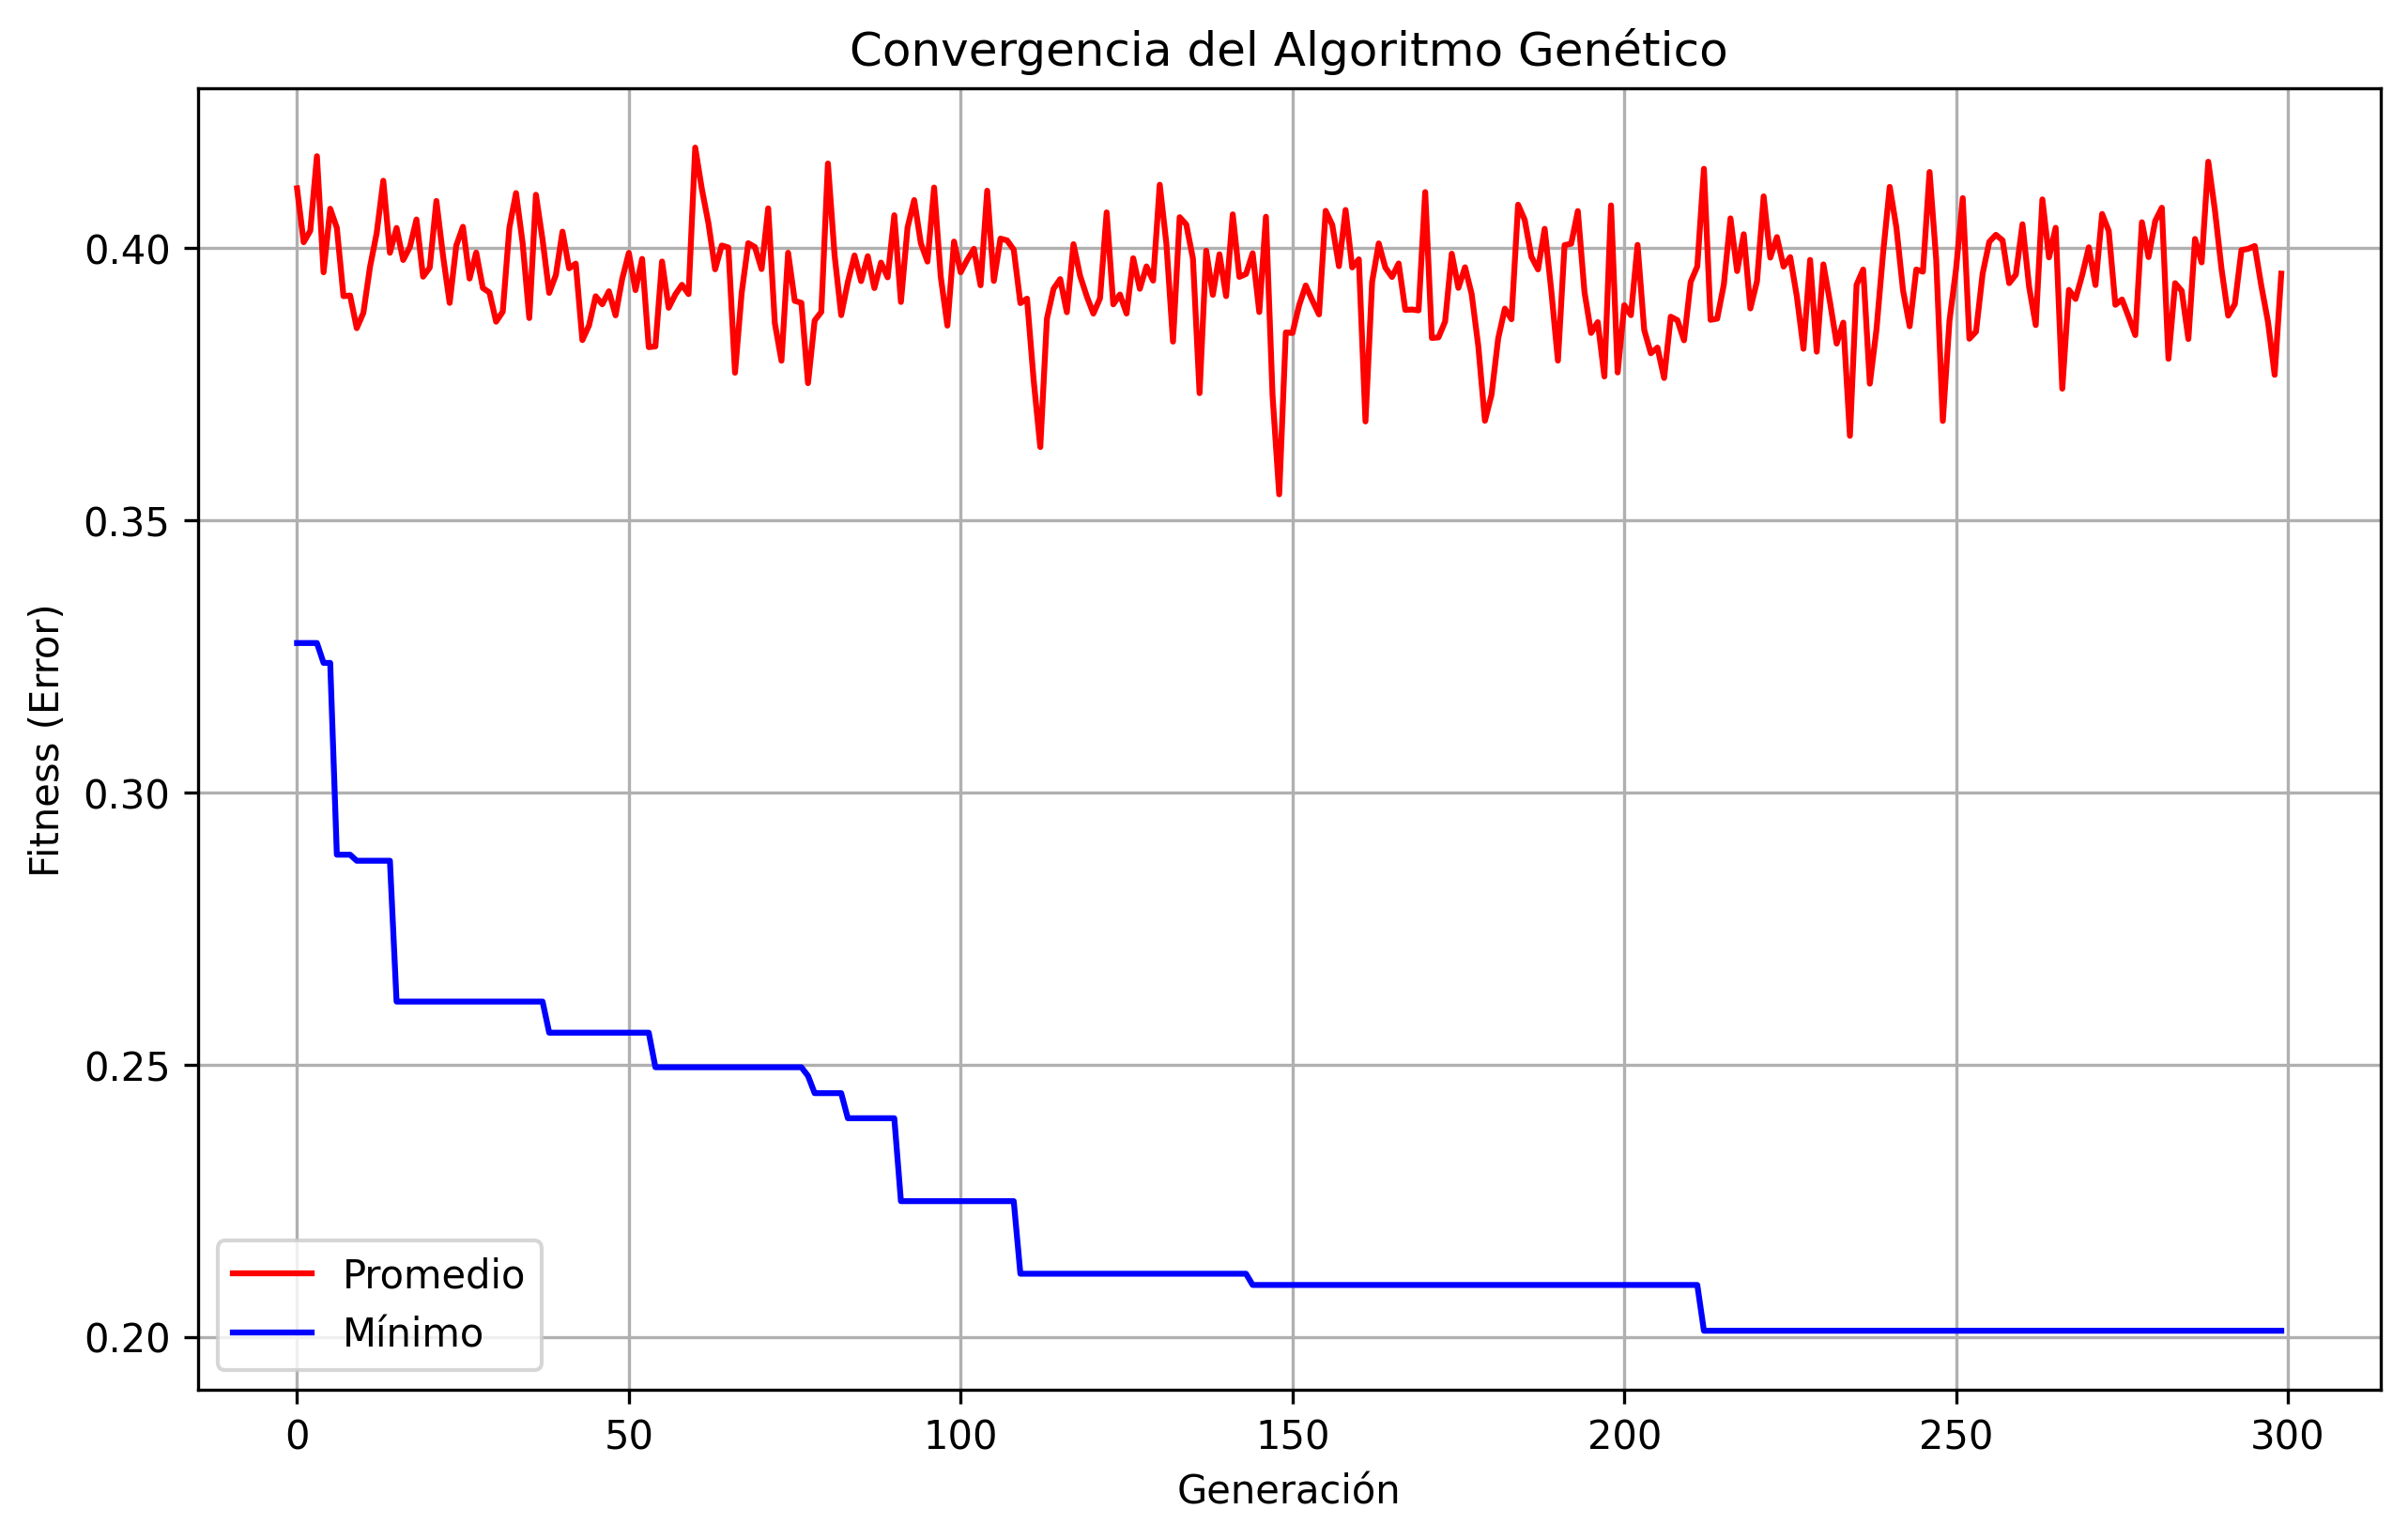 Convergencia del Algoritmo Genético
Fitness (Error)
0.40
0.35
0.30
0.25
0.20
Promedio
Mínimo
0 50 100 150 200 250 300
Generación